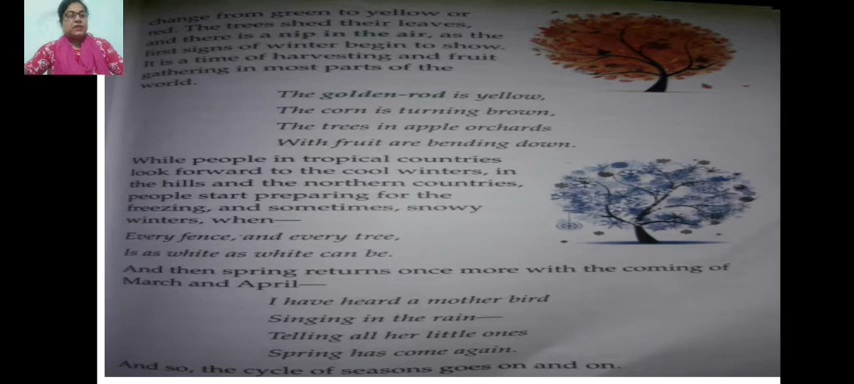 change from green to yellow or
red. The trees shed their leaves,
and there is a nip in the air, as the
first signs of winter begin to show.
It is a time of harvesting and fruit
gathering in most parts of the
world.
The golden-rod is yellow,
The corn is turning brown,
The trees in apple orchards
With fruit are bending down.
While people in tropical countries
look forward to the cool winters, in
the hills and the northern countries,
people start preparing for the
freezing, and sometimes, snowy
winters, when—
Every fence, and every tree,
Is as white as white can be.
And then spring returns once more with the coming of
March and April—
I have heard a mother bird
Singing in the rain—
Telling all her little ones
Spring has come again.
And so, the cycle of seasons goes on and on.